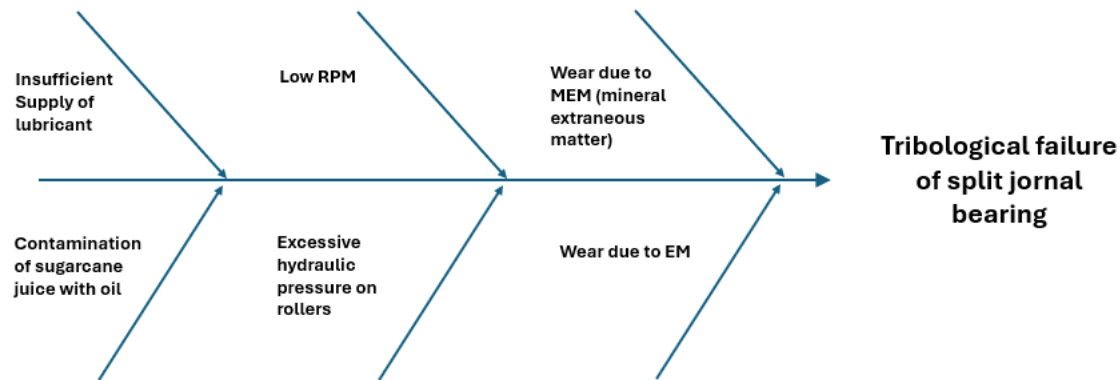 Insufficient
Supply of
lubricant
Low RPM
Wear due to
MEM (mineral
extraneous
matter)
Tribological failure
of split jornal
bearing
Contamination
of sugarcane
juice with oil
Excessive
hydraulic
pressure on
rollers
Wear due to EM